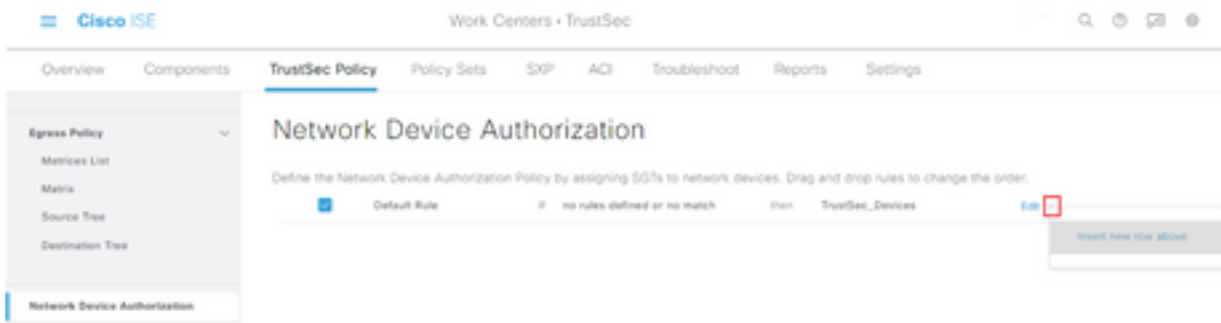 Cisco ISE
Work Centers • TrustSec
Overview Components TrustSec Policy Policy Sets SXP ACI Troubleshoot Reports Settings
Egress Policy
Matrices List
Matrix
Source Tree
Destination Tree
Network Device Authorization
Network Device Authorization
Define the Network Device Authorization Policy by assigning SGTs to network devices. Drag and drop rules to change the order.
Default Rule If no rules defined or no match then TrustSec_Devices Edit
Insert new row above